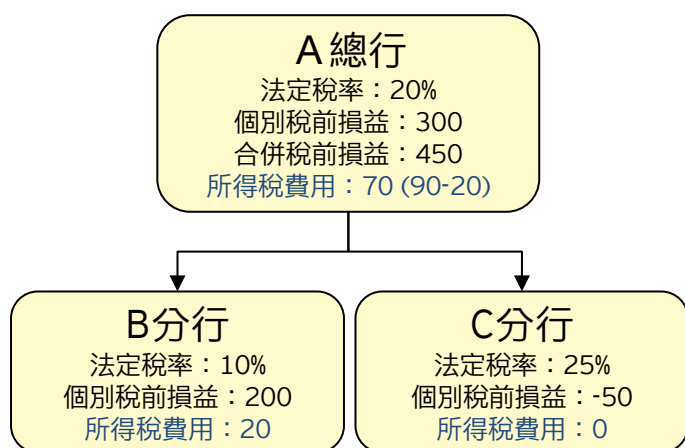 A 總行
法定稅率：20%
個別稅前損益：300
合併稅前損益：450
所得稅費用：70 (90-20)
B分行
法定稅率：10%
個別稅前損益：200
所得稅費用：20
C分行
法定稅率：25%
個別稅前損益：-50
所得稅費用：0